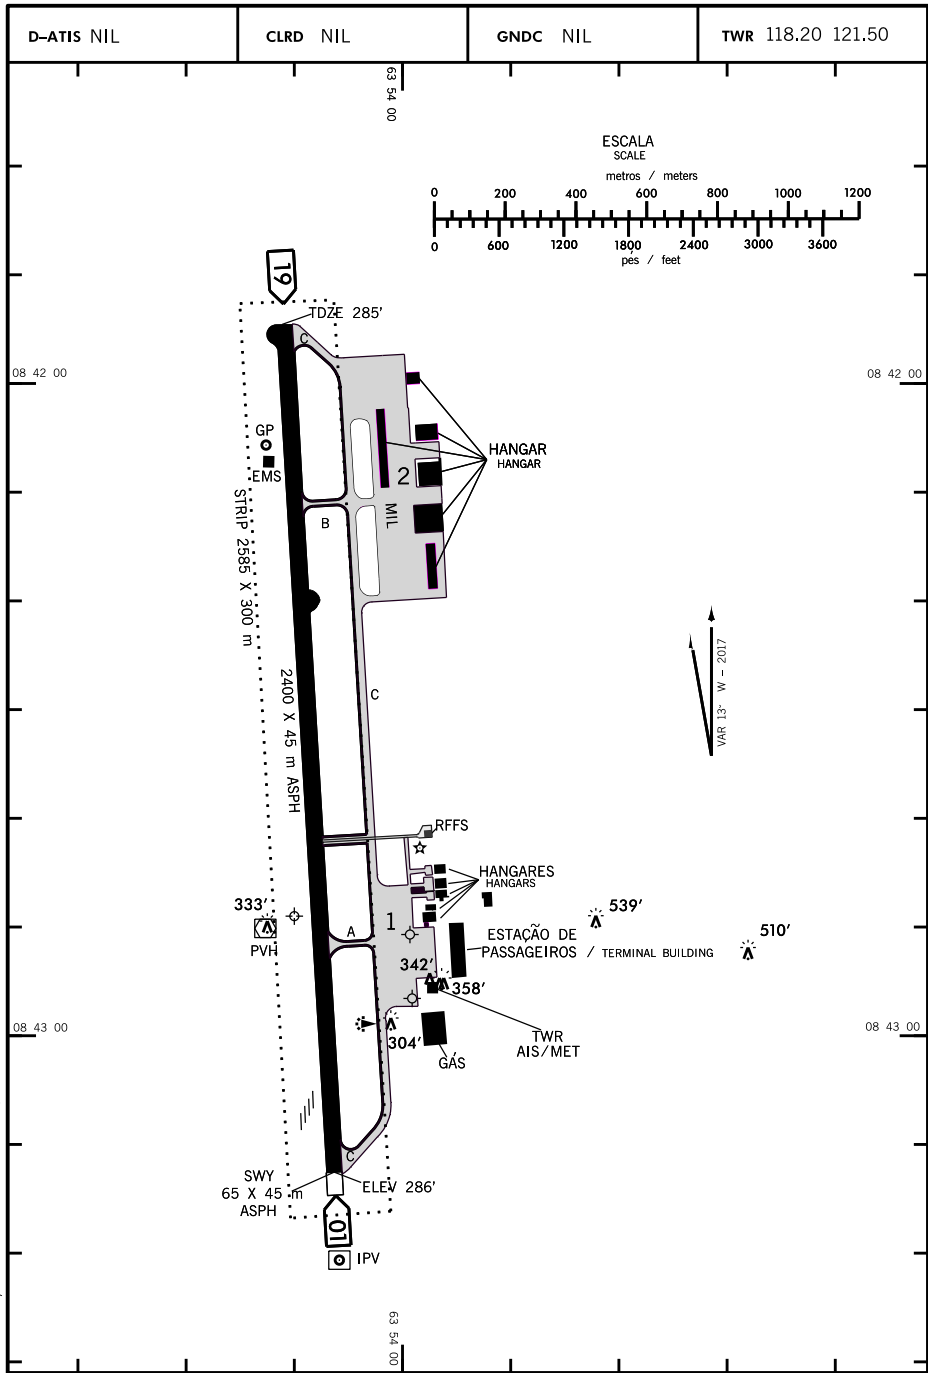 D-ATIS NIL
CLRD NIL
GNDC NIL
TWR 118.20 121.50
63 54 00
ESCALA
SCALE
metros / meters
0 200 400 600 800 1000 1200
0 600 1200 1800 2400 3000 3600
pés / feet
19
TDZE 285'
C
08 42 00
08 42 00
GP
EMS
HANGAR
HANGAR
2
MIL
B
STRIP 2585 X 300 m
2400 X 45 m ASPH
C
VAR 13° W - 2017
RFFS
HANGARES
HANGARS
333'
PVH
1
A
539'
510'
ESTAÇÃO DE
PASSAGEIROS / TERMINAL BUILDING
342'
358'
304'
TWR
AIS/MET
GÁS
08 43 00
08 43 00
C
SWY
65 X 45 m
ASPH
ELEV 286'
01
IPV
63 54 00